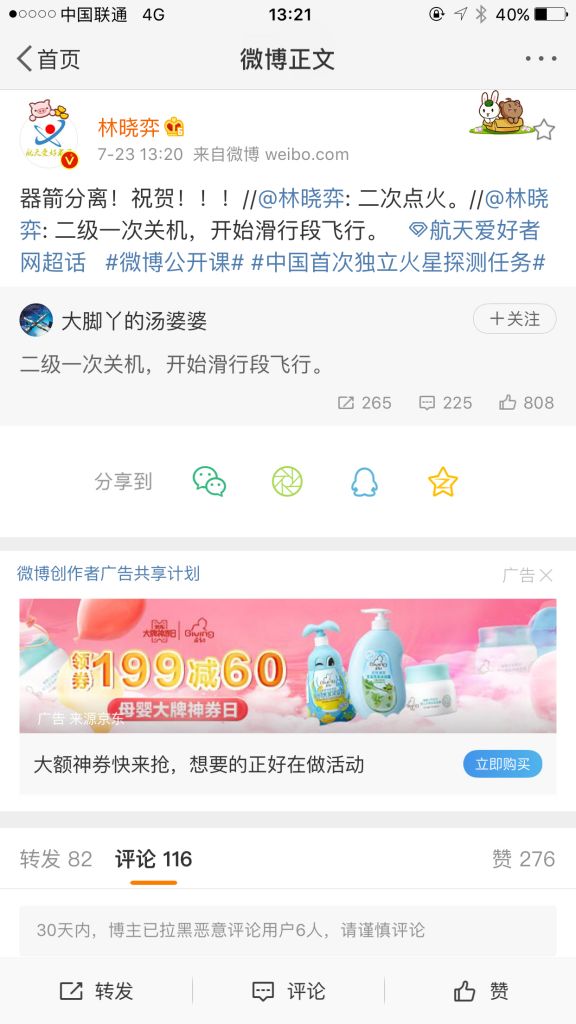 中国联通 4G 13:21 40%
首页 微博正文
林晓弈
7-23 13:20 来自微博 weibo.com
器箭分离！祝贺！！！//@林晓弈: 二次点火。//@林晓
弈: 二级一次关机，开始滑行段飞行。 航天爱好者
网超话 #微博公开课# #中国首次独立火星探测任务#
大脚丫的汤婆婆 +关注
二级一次关机，开始滑行段飞行。
265 225 808
分享到
微博创作者广告共享计划 广告
大牌神券日 Giving
领券 199减60
母婴大牌神券日
广告 来源京东
大额神券快来抢，想要的正好在做活动 立即购买
转发 82 评论 116 赞 276
30天内，博主已拉黑恶意评论用户6人，请谨慎评论
转发 评论 赞